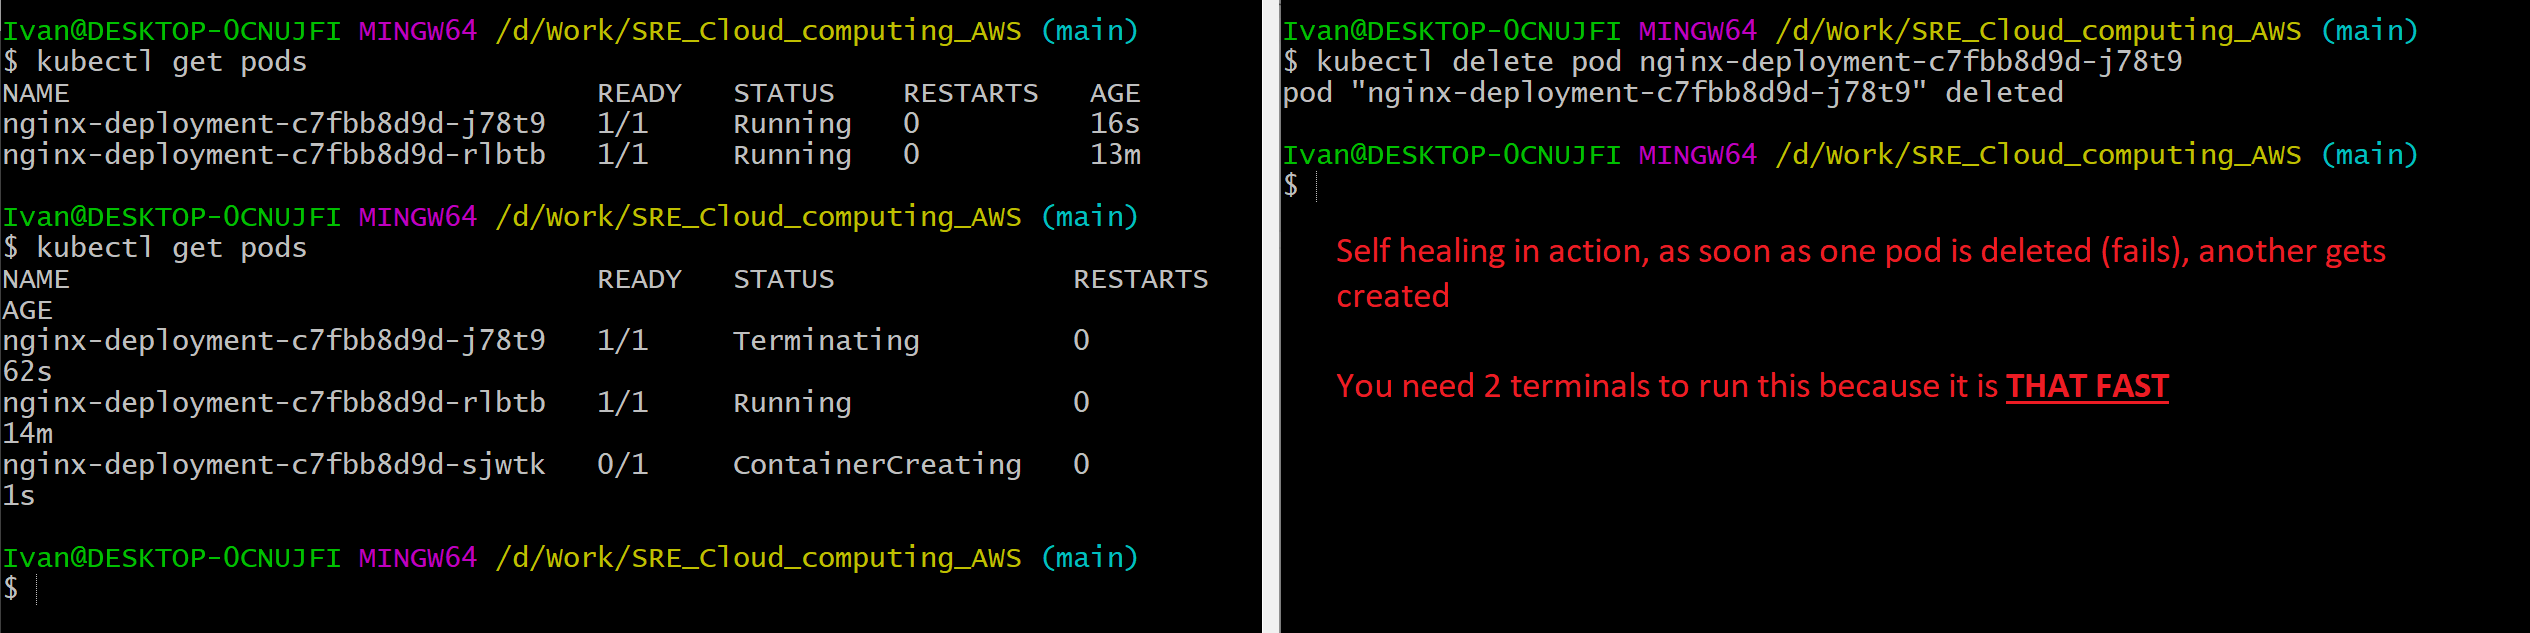 Ivan@DESKTOP-OCNUJFI MINGW64 /d/Work/SRE_Cloud_computing_AWS (main)
$ kubectl get pods
NAME READY STATUS RESTARTS AGE
nginx-deployment-c7fbb8d9d-j78t9 1/1 Running 0 16s
nginx-deployment-c7fbb8d9d-rlbtb 1/1 Running 0 13m
Ivan@DESKTOP-OCNUJFI MINGW64 /d/Work/SRE_Cloud_computing_AWS (main)
$ kubectl get pods
NAME READY STATUS RESTARTS
AGE
nginx-deployment-c7fbb8d9d-j78t9 1/1 Terminating 0
62s
nginx-deployment-c7fbb8d9d-rlbtb 1/1 Running 0
14m
nginx-deployment-c7fbb8d9d-sjwtk 0/1 ContainerCreating 0
1s
Ivan@DESKTOP-OCNUJFI MINGW64 /d/Work/SRE_Cloud_computing_AWS (main)
$
Ivan@DESKTOP-OCNUJFI MINGW64 /d/Work/SRE_Cloud_computing_AWS (main)
$ kubectl delete pod nginx-deployment-c7fbb8d9d-j78t9
pod "nginx-deployment-c7fbb8d9d-j78t9" deleted
Ivan@DESKTOP-OCNUJFI MINGW64 /d/Work/SRE_Cloud_computing_AWS (main)
$
Self healing in action, as soon as one pod is deleted (fails), another gets
created
You need 2 terminals to run this because it is THAT FAST